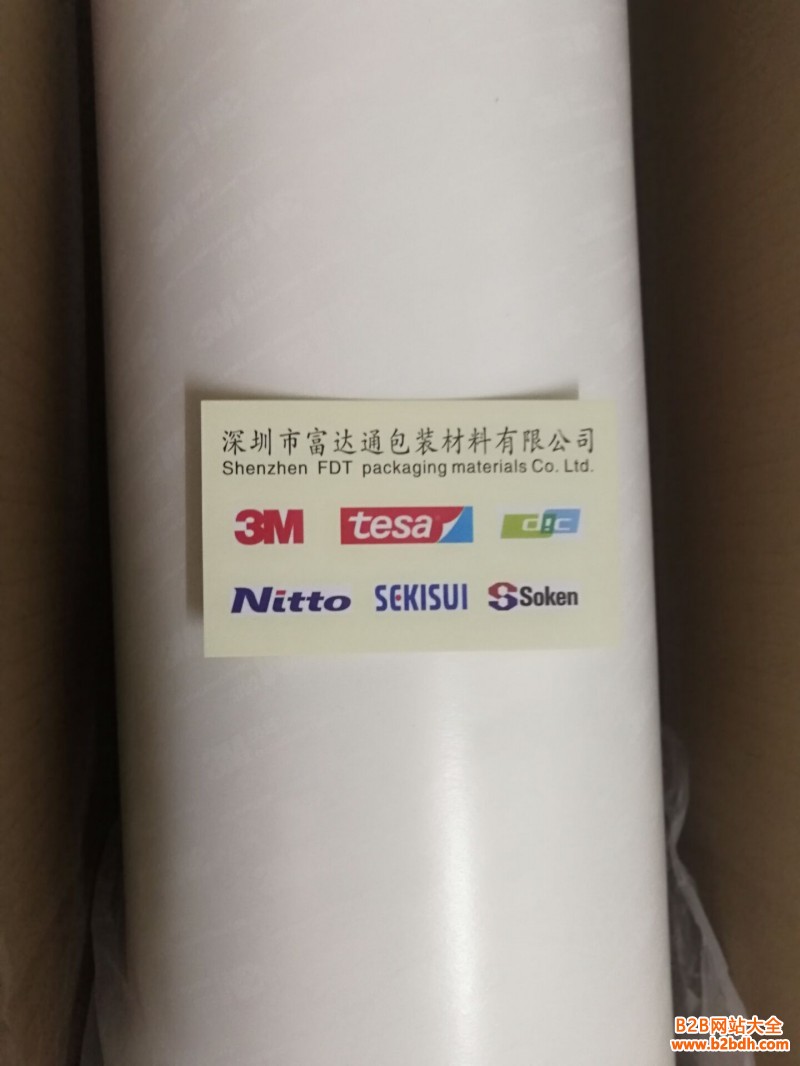 深圳市富达通包装材料有限公司
Shenzhen FDT packaging materials Co. Ltd.
3M tesa dic
Nitto SEKISUI Soken
B2B网站大全
www.b2bdh.com